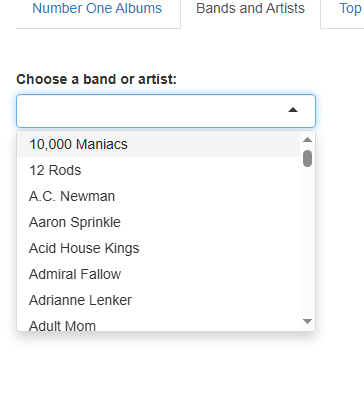 Number One Albums
Bands and Artists
Top
Choose a band or artist:
10,000 Maniacs
12 Rods
A.C. Newman
Aaron Sprinkle
Acid House Kings
Admiral Fallow
Adrianne Lenker
Adult Mom